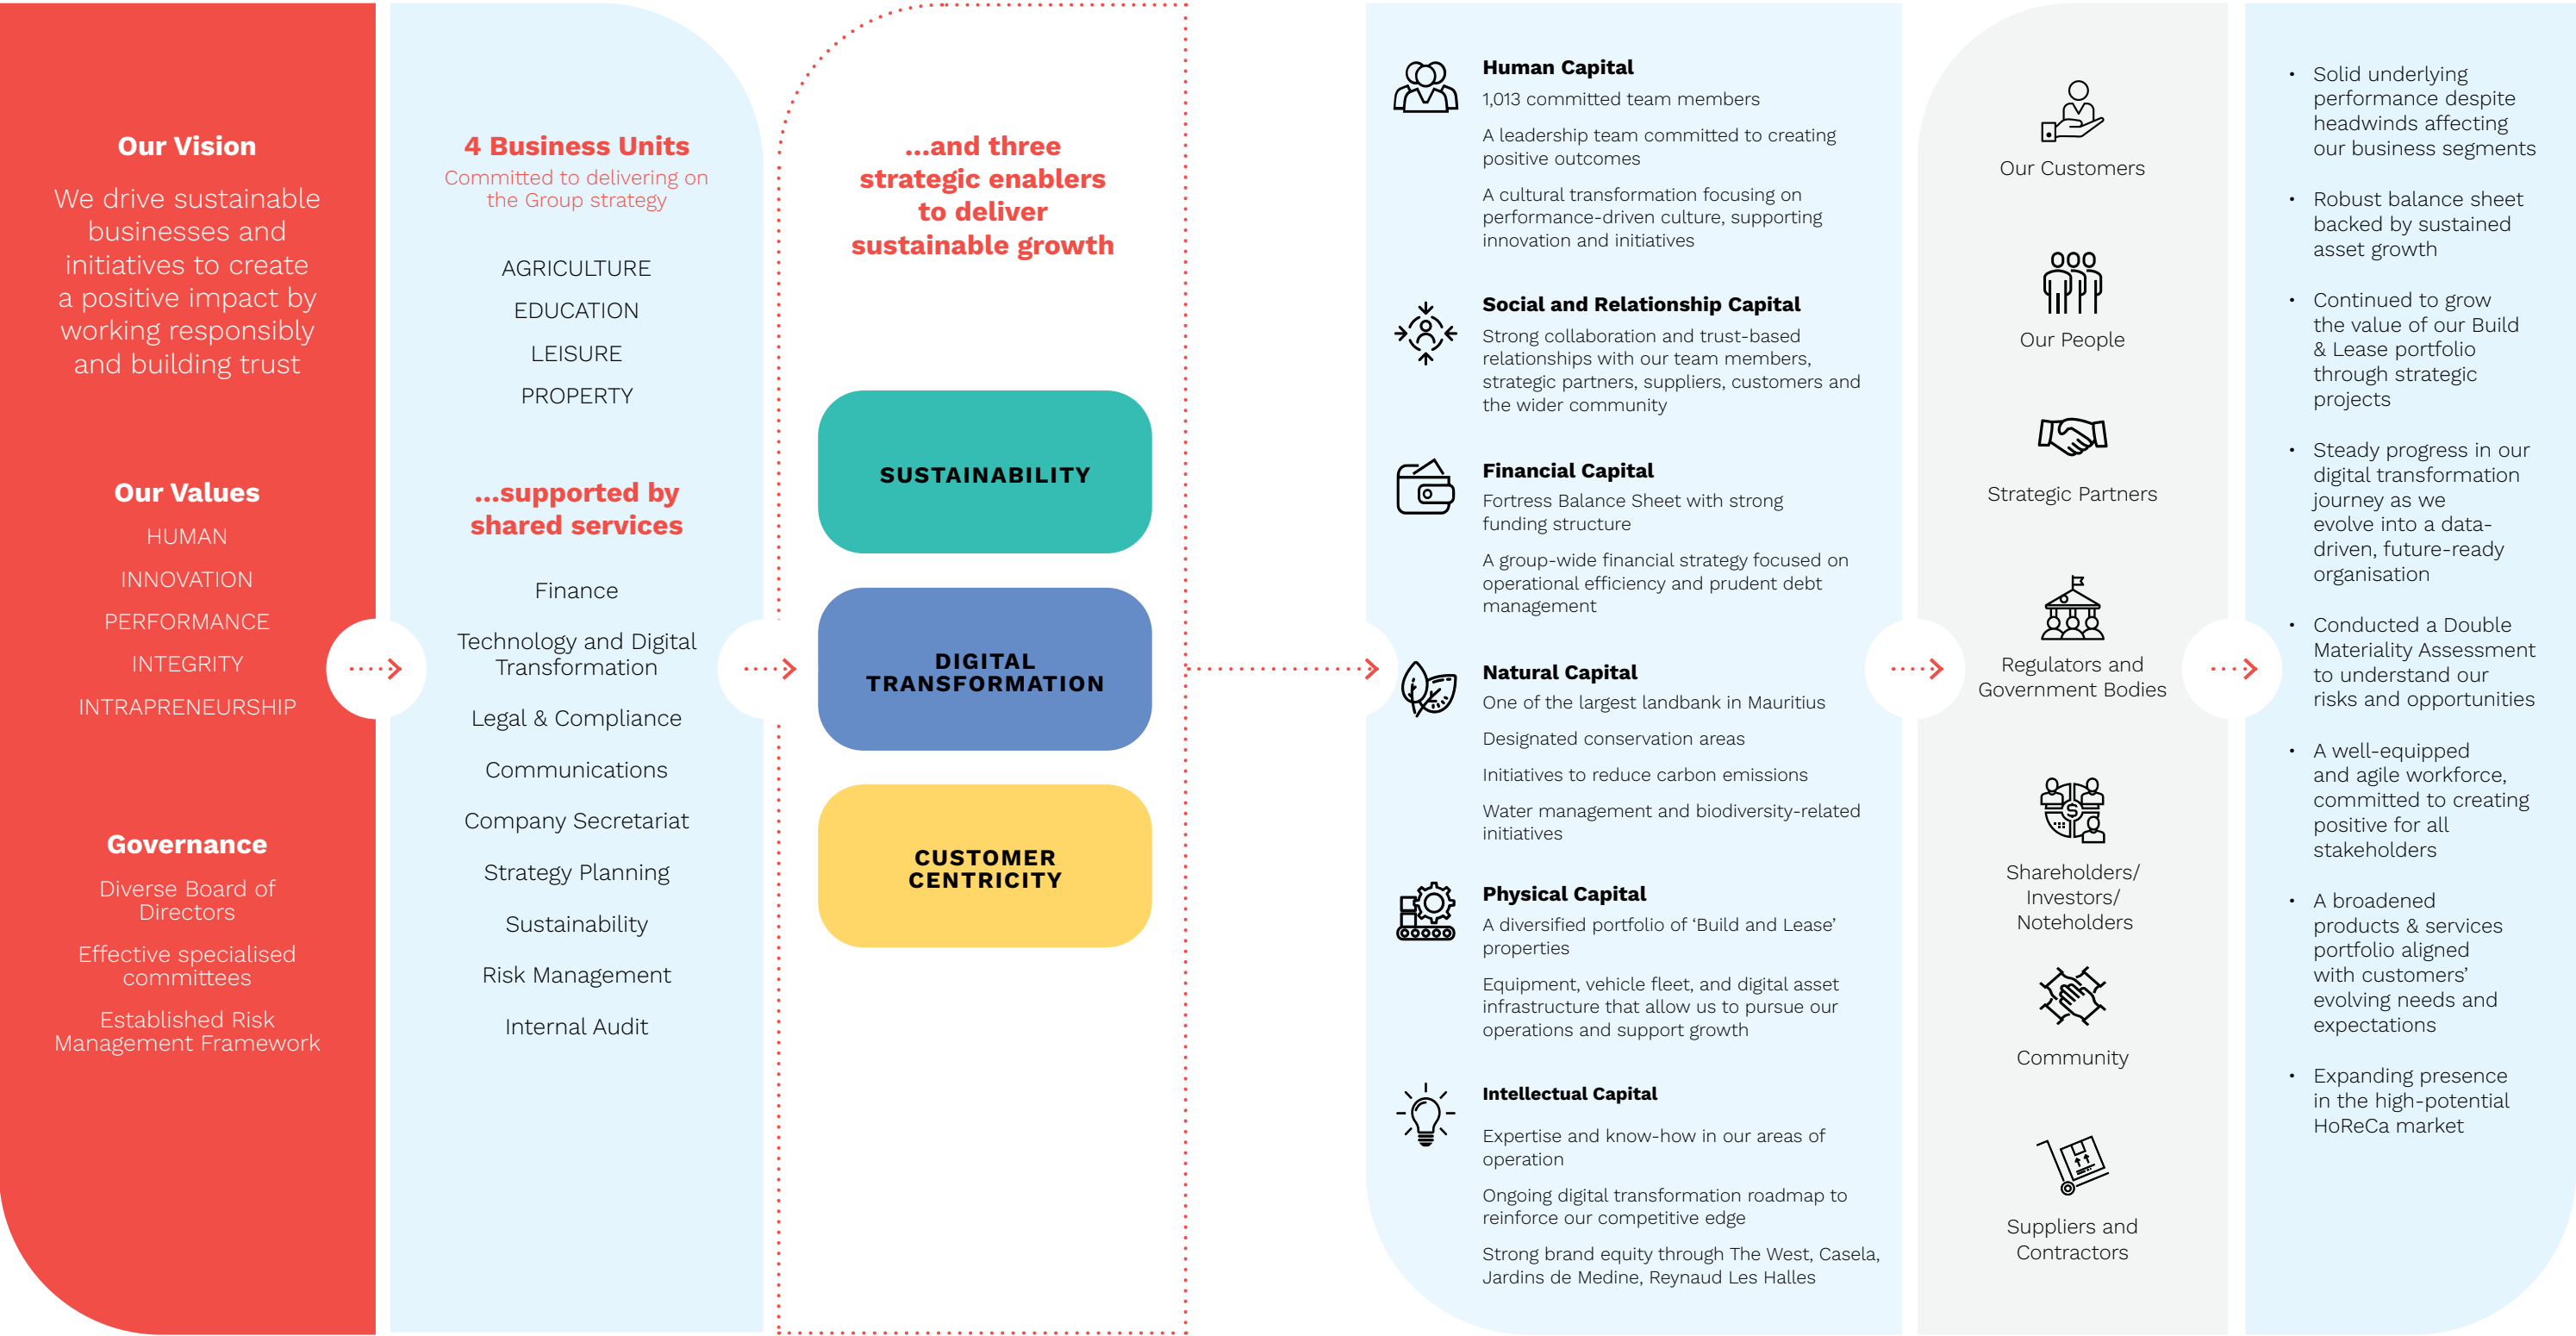 Our Vision
We drive sustainable
businesses and
initiatives to create
a positive impact by
working responsibly
and building trust
Our Values
HUMAN
INNOVATION
PERFORMANCE
INTEGRITY
INTRAPRENEURSHIP
Governance
Diverse Board of
Directors
Effective specialised
committees
Established Risk
Management Framework
4 Business Units
Committed to delivering on
the Group strategy
AGRICULTURE
EDUCATION
LEISURE
PROPERTY
...supported by
shared services
Finance
Technology and Digital
Transformation
Legal & Compliance
Communications
Company Secretariat
Strategy Planning
Sustainability
Risk Management
Internal Audit
...and three
strategic enablers
to deliver
sustainable growth
SUSTAINABILITY
DIGITAL
TRANSFORMATION
CUSTOMER
CENTRICITY
Human Capital
1,013 committed team members
A leadership team committed to creating
positive outcomes
A cultural transformation focusing on
performance-driven culture, supporting
innovation and initiatives
Social and Relationship Capital
Strong collaboration and trust-based
relationships with our team members,
strategic partners, suppliers, customers and
the wider community
Financial Capital
Fortress Balance Sheet with strong
funding structure
A group-wide financial strategy focused on
operational efficiency and prudent debt
management
Natural Capital
One of the largest landbank in Mauritius
Designated conservation areas
Initiatives to reduce carbon emissions
Water management and biodiversity-related
initiatives
Physical Capital
A diversified portfolio of ‘Build and Lease’
properties
Equipment, vehicle fleet, and digital asset
infrastructure that allow us to pursue our
operations and support growth
Intellectual Capital
Expertise and know-how in our areas of
operation
Ongoing digital transformation roadmap to
reinforce our competitive edge
Strong brand equity through The West, Casela,
Jardins de Medine, Reynaud Les Halles
Our Customers
Our People
Strategic Partners
Regulators and
Government Bodies
Shareholders/
Investors/
Noteholders
Community
Suppliers and
Contractors
• Solid underlying
performance despite
headwinds affecting
our business segments
• Robust balance sheet
backed by sustained
asset growth
• Continued to grow
the value of our Build
& Lease portfolio
through strategic
projects
• Steady progress in our
digital transformation
journey as we
evolve into a data-
driven, future-ready
organisation
• Conducted a Double
Materiality Assessment
to understand our
risks and opportunities
• A well-equipped
and agile workforce,
committed to creating
positive for all
stakeholders
• A broadened
products & services
portfolio aligned
with customers’
evolving needs and
expectations
• Expanding presence
in the high-potential
HoReCa market